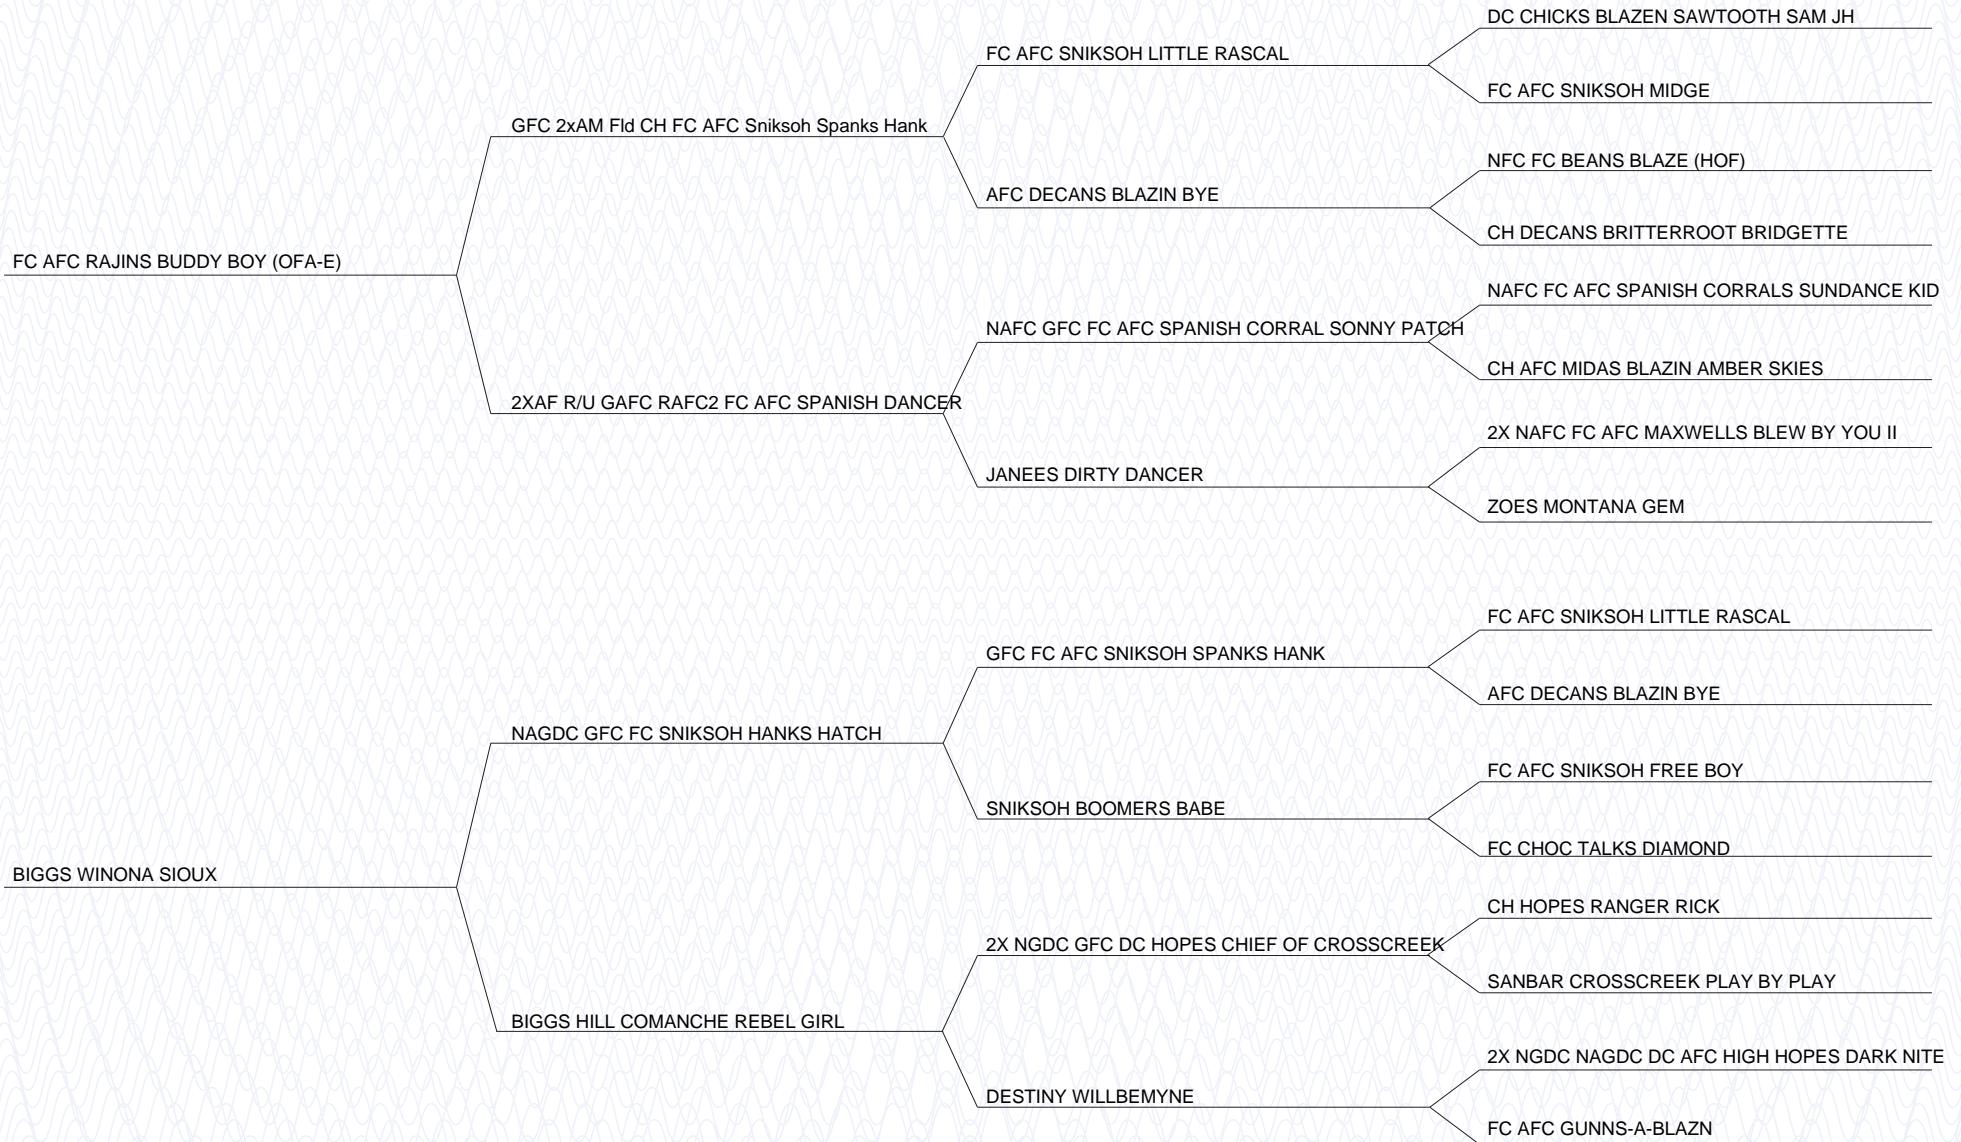 DC CHICKS BLAZEN SAWTOOTH SAM JH
FC AFC SNIKSOH LITTLE RASCAL
FC AFC SNIKSOH MIDGE
GFC 2xAM Fld CH FC AFC Sniksoh Spanks Hank
NFC FC BEANS BLAZE (HOF)
AFC DECANS BLAZIN BYE
CH DECANS BRITTERROOT BRIDGETTE
FC AFC RAJINS BUDDY BOY (OFA-E)
NAFC FC AFC SPANISH CORRALS SUNDANCE KID
NAFC GFC FC AFC SPANISH CORRAL SONNY PATCH
CH AFC MIDAS BLAZIN AMBER SKIES
2XAF R/U GAFC RAFC2 FC AFC SPANISH DANCER
2X NAFC FC AFC MAXWELLS BLEW BY YOU II
JANEES DIRTY DANCER
ZOES MONTANA GEM
FC AFC SNIKSOH LITTLE RASCAL
GFC FC AFC SNIKSOH SPANKS HANK
AFC DECANS BLAZIN BYE
NAGDC GFC FC SNIKSOH HANKS HATCH
FC AFC SNIKSOH FREE BOY
SNIKSOH BOOMERS BABE
FC CHOC TALKS DIAMOND
BIGGS WINONA SIOUX
CH HOPES RANGER RICK
2X NGDC GFC DC HOPES CHIEF OF CROSSCREEK
SANBAR CROSSCREEK PLAY BY PLAY
BIGGS HILL COMANCHE REBEL GIRL
2X NGDC NAGDC DC AFC HIGH HOPES DARK NITE
DESTINY WILLBEMYNE
FC AFC GUNNS-A-BLAZN